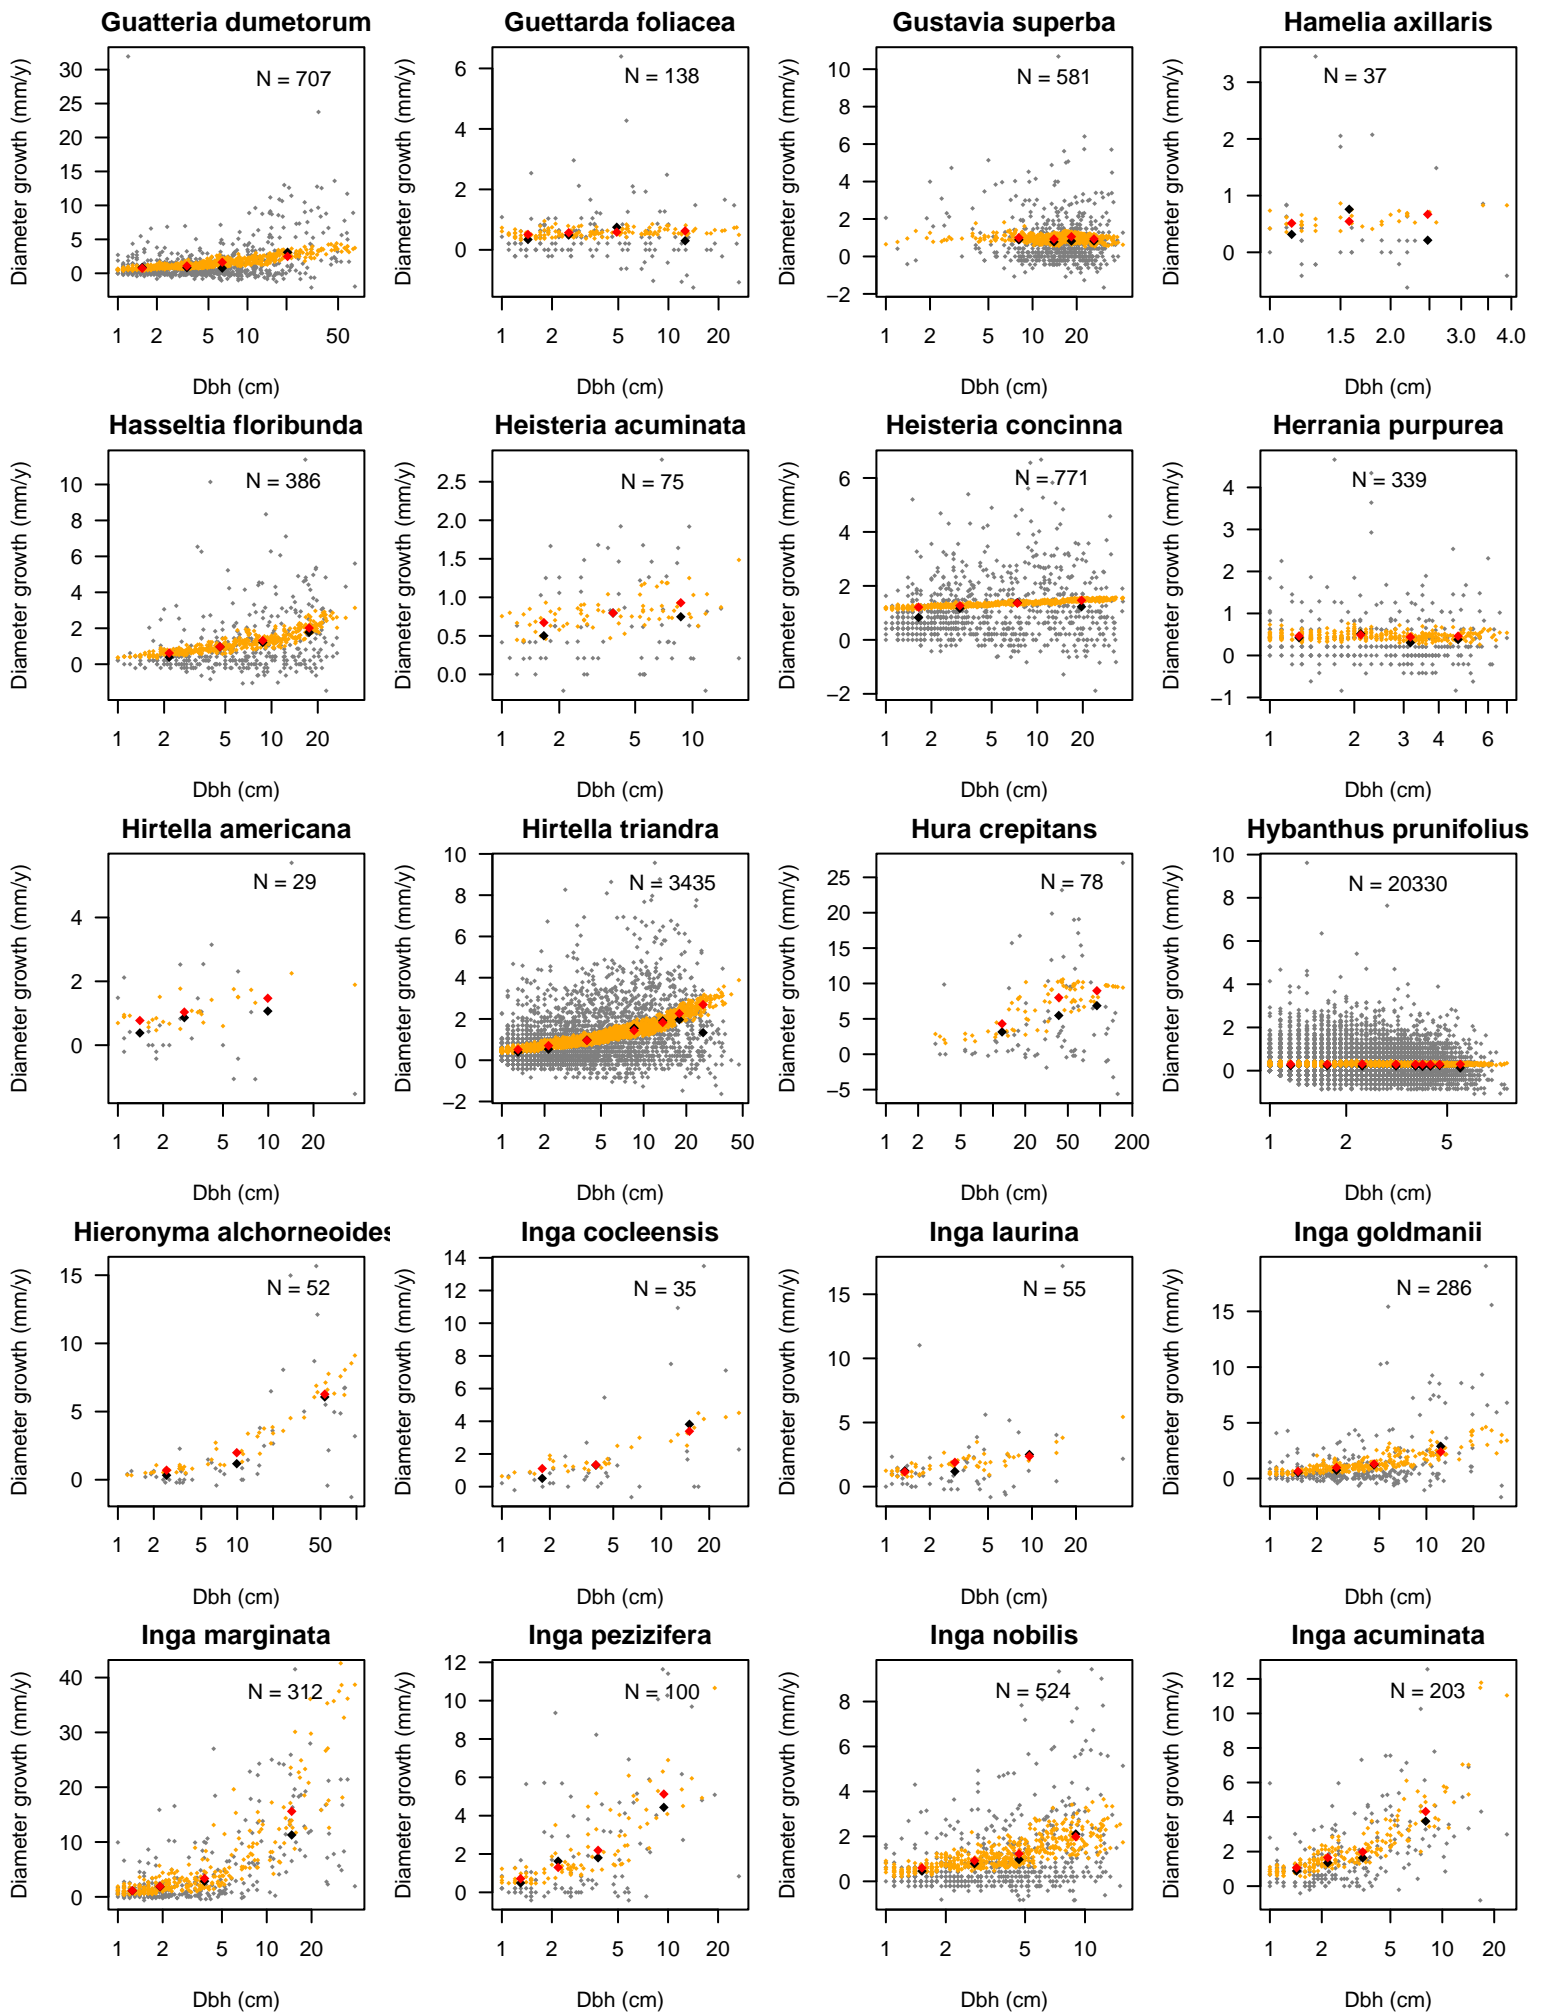 Guatteria dumetorum
Guettarda foliacea
Gustavia superba
Hamelia axillaris
Diameter growth (mm/y)
30
25
20
15
10
5
0
N = 707
1 2 5 10 50
Dbh (cm)
Diameter growth (mm/y)
6
4
2
0
N = 138
1 2 5 10 20
Dbh (cm)
Diameter growth (mm/y)
10
8
6
4
2
0
−2
N = 581
1 2 5 10 20
Dbh (cm)
Diameter growth (mm/y)
3
2
1
0
N = 37
1.0 1.5 2.0 3.0 4.0
Dbh (cm)
Hasseltia floribunda
Heisteria acuminata
Heisteria concinna
Herrania purpurea
Diameter growth (mm/y)
10
8
6
4
2
0
N = 386
1 2 5 10 20
Dbh (cm)
Diameter growth (mm/y)
2.5
2.0
1.5
1.0
0.5
0.0
N = 75
1 2 5 10
Dbh (cm)
Diameter growth (mm/y)
6
4
2
0
−2
N = 771
1 2 5 10 20
Dbh (cm)
Diameter growth (mm/y)
4
3
2
1
0
−1
N = 339
1 2 3 4 6
Dbh (cm)
Hirtella americana
Hirtella triandra
Hura crepitans
Hybanthus prunifolius
Diameter growth (mm/y)
4
2
0
N = 29
1 2 5 10 20
Dbh (cm)
Diameter growth (mm/y)
10
8
6
4
2
0
−2
N = 3435
1 2 5 10 20 50
Dbh (cm)
Diameter growth (mm/y)
25
20
15
10
5
0
−5
N = 78
1 2 5 20 50 200
Dbh (cm)
Diameter growth (mm/y)
10
8
6
4
2
0
N = 20330
1 2 5
Dbh (cm)
Hieronyma alchorneoides
Inga cocleensis
Inga laurina
Inga goldmanii
Diameter growth (mm/y)
15
10
5
0
N = 52
1 2 5 10 50
Dbh (cm)
Diameter growth (mm/y)
14
12
10
8
6
4
2
0
N = 35
1 2 5 10 20
Dbh (cm)
Diameter growth (mm/y)
15
10
5
0
N = 55
1 2 5 10 20
Dbh (cm)
Diameter growth (mm/y)
15
10
5
0
N = 286
1 2 5 10 20
Dbh (cm)
Inga marginata
Inga pezizifera
Inga nobilis
Inga acuminata
Diameter growth (mm/y)
40
30
20
10
0
N = 312
1 2 5 10 20
Dbh (cm)
Diameter growth (mm/y)
12
10
8
6
4
2
0
N = 100
1 2 5 10 20
Dbh (cm)
Diameter growth (mm/y)
8
6
4
2
0
N = 524
1 2 5 10
Dbh (cm)
Diameter growth (mm/y)
12
10
8
6
4
2
0
N = 203
1 2 5 10 20
Dbh (cm)